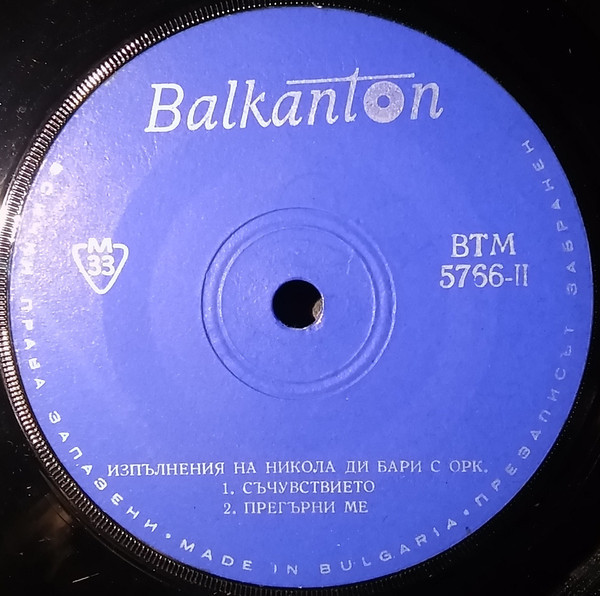 Balkanton
M
33
ВТМ
5766-II
ИЗПЪЛНЕНИЯ НА НИКОЛА ДИ БАРИ С ОРК.
1. СЪЧУВСТВИЕТО
2. ПРЕГЪРНИ МЕ
ПРАВА ЗАПАЗЕНИ • MADE IN BULGARIA • ПРЕЗАПИСЪТ ЗАБРАНЕН